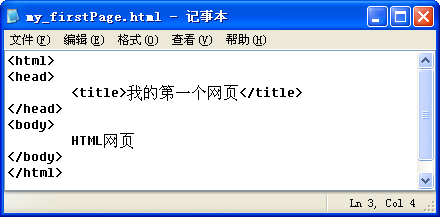 my_firstPage.html - 记事本
文件(F) 编辑(E) 格式(O) 查看(V) 帮助(H)
<html>
<head>
<title>我的第一个网页</title>
</head>
<body>
HTML网页
</body>
</html>
Ln 3, Col 4